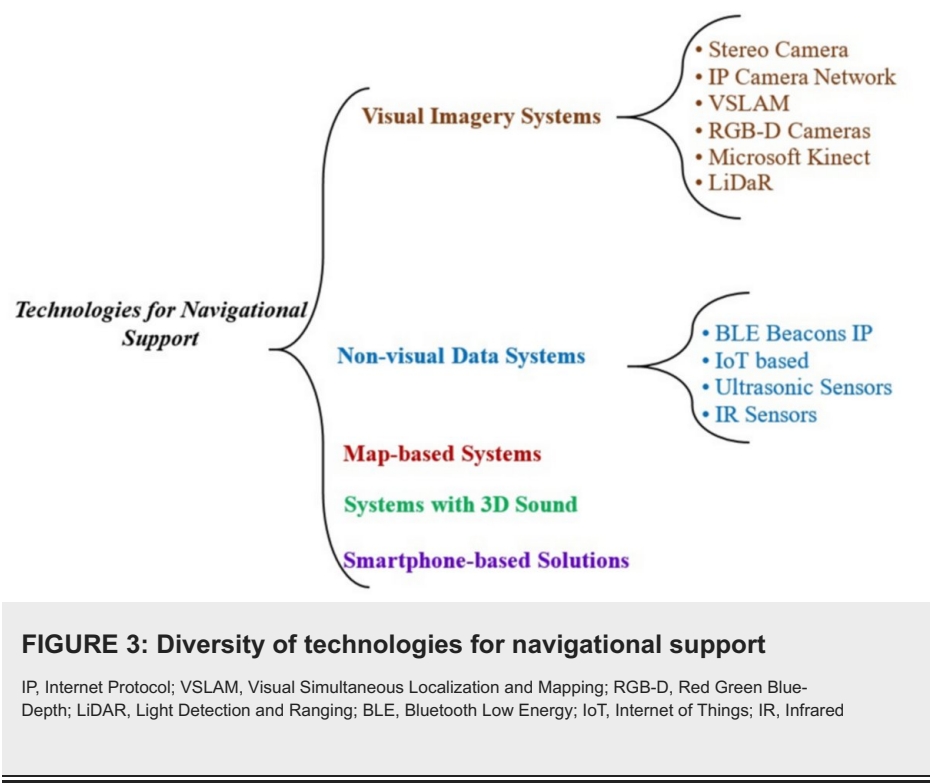 Technologies for Navigational
Support
Visual Imagery Systems
• Stereo Camera
• IP Camera Network
• VSLAM
• RGB-D Cameras
• Microsoft Kinect
• LiDaR
Non-visual Data Systems
• BLE Beacons IP
• IoT based
• Ultrasonic Sensors
• IR Sensors
Map-based Systems
Systems with 3D Sound
Smartphone-based Solutions
FIGURE 3: Diversity of technologies for navigational support
IP, Internet Protocol; VSLAM, Visual Simultaneous Localization and Mapping; RGB-D, Red Green Blue-
Depth; LiDAR, Light Detection and Ranging; BLE, Bluetooth Low Energy; IoT, Internet of Things; IR, Infrared